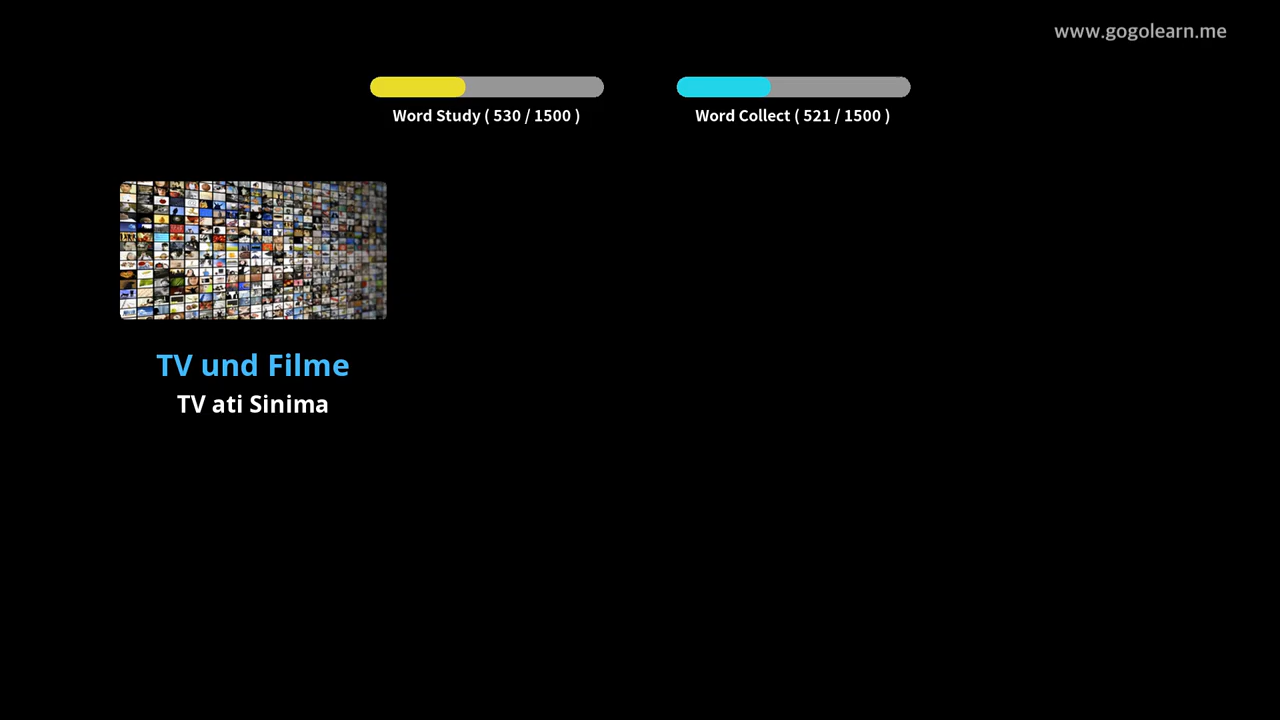 www.gogolearn.me
Word Study ( 530 / 1500 )
Word Collect ( 521 / 1500 )
TV und Filme
TV ati Sinima